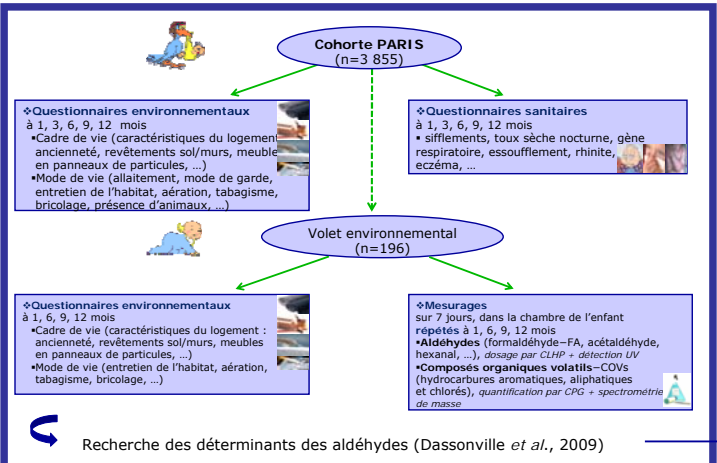 Cohorte PARIS
(n=3 855)
❖Questionnaires environnementaux
à 1, 3, 6, 9, 12 mois
▪Cadre de vie (caractéristiques du logement
ancienneté, revêtements sol/murs, meubles
en panneaux de particules, …)
▪Mode de vie (allaitement, mode de garde,
entretien de l’habitat, aération, tabagisme,
bricolage, présence d’animaux, …)
❖Questionnaires sanitaires
à 1, 3, 6, 9, 12 mois
▪ sifflements, toux sèche nocturne, gêne
respiratoire, essoufflement, rhinite,
eczéma, …
Volet environnemental
(n=196)
❖Questionnaires environnementaux
à 1, 6, 9, 12 mois
▪Cadre de vie (caractéristiques du logement :
ancienneté, revêtements sol/murs, meubles
en panneaux de particules, …)
▪Mode de vie (entretien de l’habitat, aération,
tabagisme, bricolage, …)
❖Mesurages
sur 7 jours, dans la chambre de l’enfant
répétés à 1, 6, 9, 12 mois
▪Aldéhydes (formaldéhyde–FA, acétaldéhyde,
hexanal, …), dosage par CLHP + détection UV
▪Composés organiques volatils–COVs
(hydrocarbures aromatiques, aliphatiques
et chlorés), quantification par CPG + spectrométrie
de masse
Recherche des déterminants des aldéhydes (Dassonville et al., 2009)